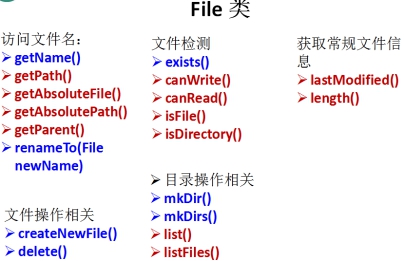 File 类
访问文件名：
getName()
getPath()
getAbsoluteFile()
getAbsolutePath()
getParent()
renameTo(File
newName)
文件检测
exists()
canWrite()
canRead()
isFile()
isDirectory()
获取常规文件信
息
lastModified()
length()
文件操作相关
createNewFile()
delete()
目录操作相关
mkDir()
mkDirs()
list()
listFiles()